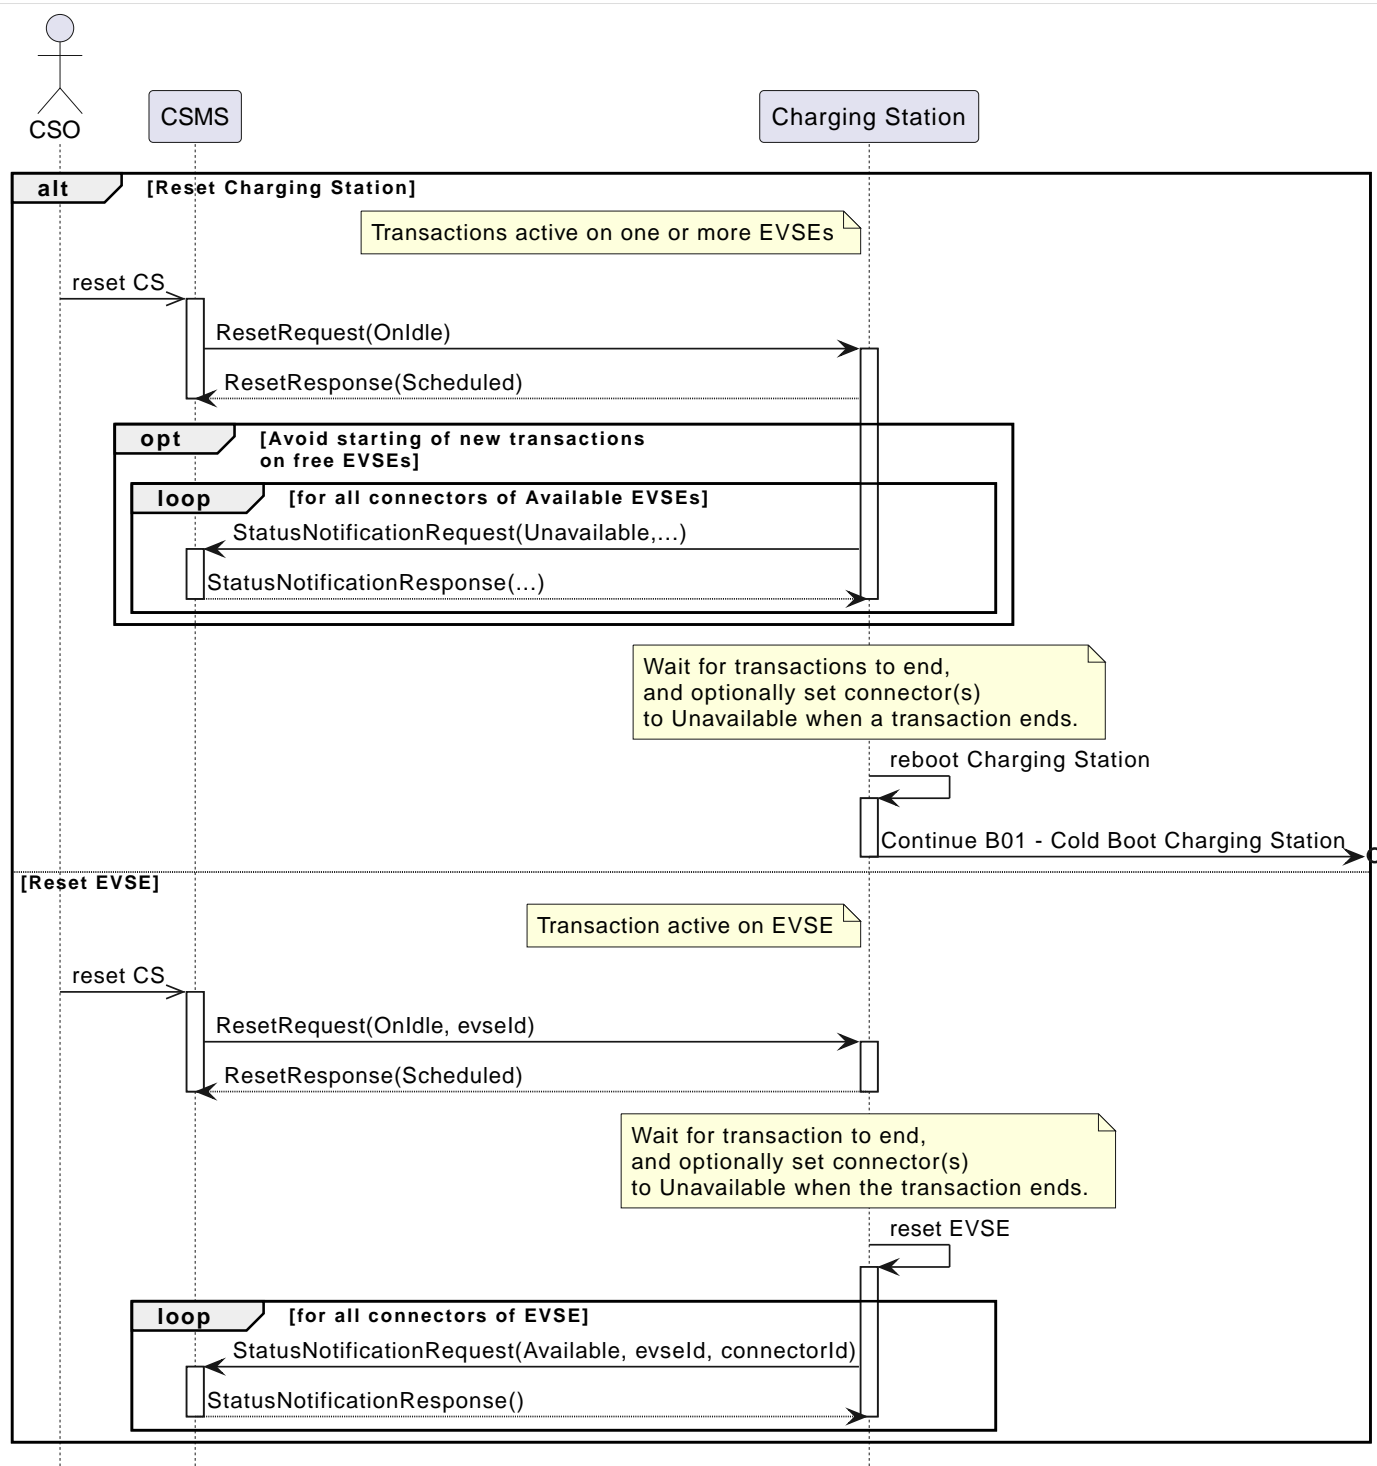 CSO
CSMS
Charging Station
alt
[Reset Charging Station]
Transactions active on one or more EVSEs
reset CS
ResetRequest(OnIdle)
ResetResponse(Scheduled)
opt
[Avoid starting of new transactions
on free EVSEs]
loop
[for all connectors of Available EVSEs]
StatusNotificationRequest(Unavailable,...)
StatusNotificationResponse(...)
Wait for transactions to end,
and optionally set connector(s)
to Unavailable when a transaction ends.
reboot Charging Station
Continue B01 - Cold Boot Charging Station
[Reset EVSE]
Transaction active on EVSE
reset CS
ResetRequest(OnIdle, evseId)
ResetResponse(Scheduled)
Wait for transaction to end,
and optionally set connector(s)
to Unavailable when the transaction ends.
reset EVSE
loop
[for all connectors of EVSE]
StatusNotificationRequest(Available, evseId, connectorId)
StatusNotificationResponse()